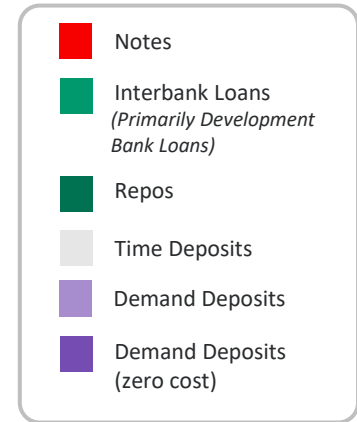 Notes
Interbank Loans
(Primarily Development
Bank Loans)
Repos
Time Deposits
Demand Deposits
Demand Deposits
(zero cost)